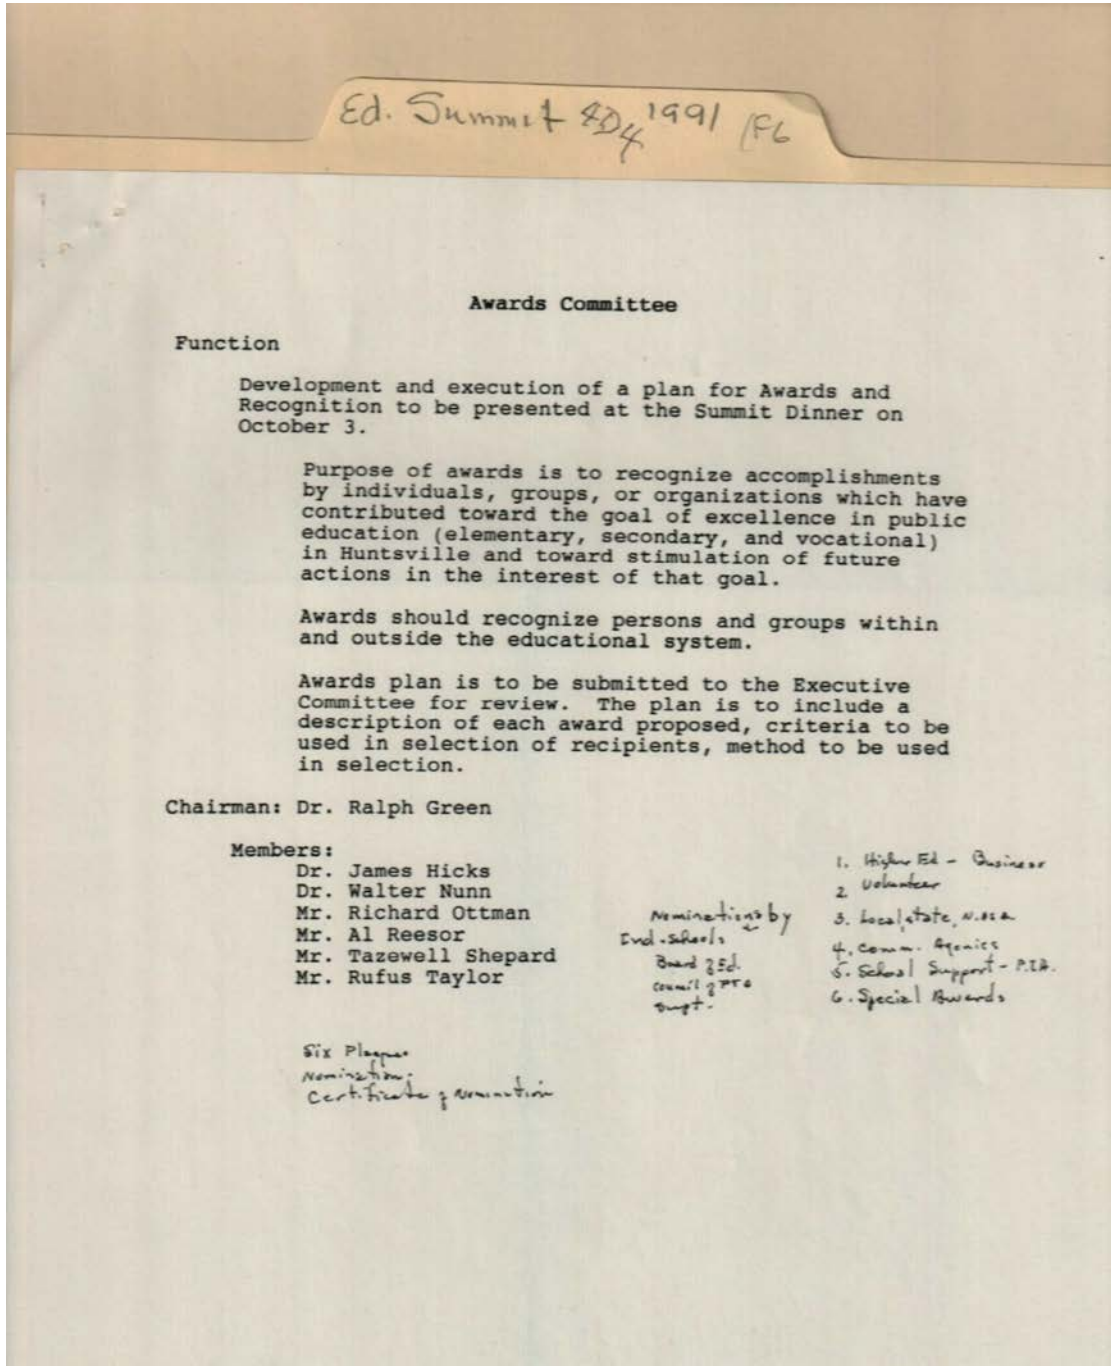 Ed. Summit 4D4 1991 F6
Awards Committee
Function
Development and execution of a plan for Awards and
Recognition to be presented at the Summit Dinner on
October 3.
Purpose of awards is to recognize accomplishments
by individuals, groups, or organizations which have
contributed toward the goal of excellence in public
education (elementary, secondary, and vocational)
in Huntsville and toward stimulation of future
actions in the interest of that goal.
Awards should recognize persons and groups within
and outside the educational system.
Awards plan is to be submitted to the Executive
Committee for review. The plan is to include a
description of each award proposed, criteria to be
used in selection of recipients, method to be used
in selection.
Chairman: Dr. Ralph Green
Members:
Dr. James Hicks
Dr. Walter Nunn
Mr. Richard Ottman
Mr. Al Reesor
Mr. Tazewell Shepard
Mr. Rufus Taylor
Nominations by
Ind. Schools
Board of Ed.
Council of PTA
Supt.
1. Higher Ed - Business
2. Volunteer
3. Local, state,
4. Comm. Agenics
5. School Support - P.T.A.
6. Special Awards
Six Plaques
Nomination.
Certificate of Nomination